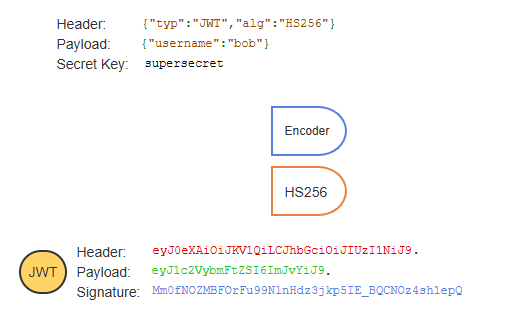 Header: {"typ":"JWT","alg":"HS256"}
Payload: {"username":"bob"}
Secret Key: supersecret
Encoder
HS256
JWT
Header: eyJ0eXAiOiJKV1QiLCJhbGciOiJIUzI1NiJ9.
Payload: eyJ1c2VybmFtZSI6ImJvYiJ9.
Signature: Mm0fNOZMBFOrFu99NlnHdz3jkp5IE_BQCNOz4sh1epQ